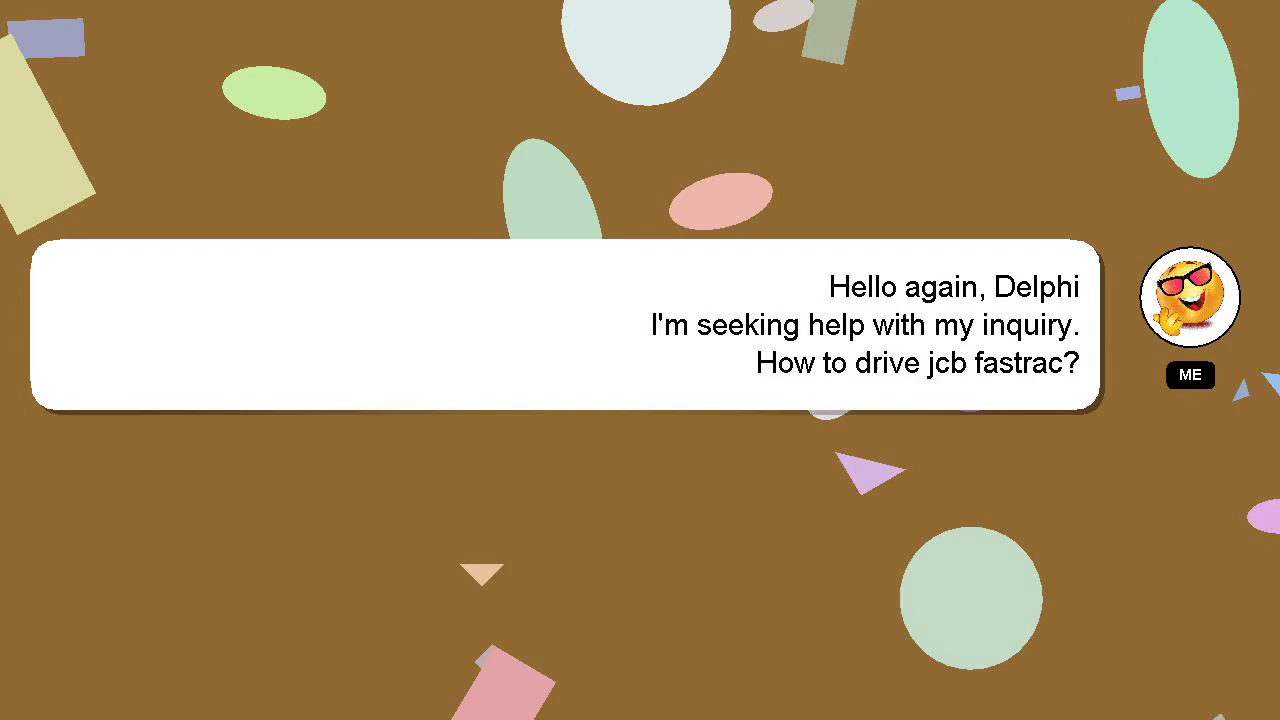 Hello again, Delphi
I'm seeking help with my inquiry.
How to drive jcb fastrac?
ME